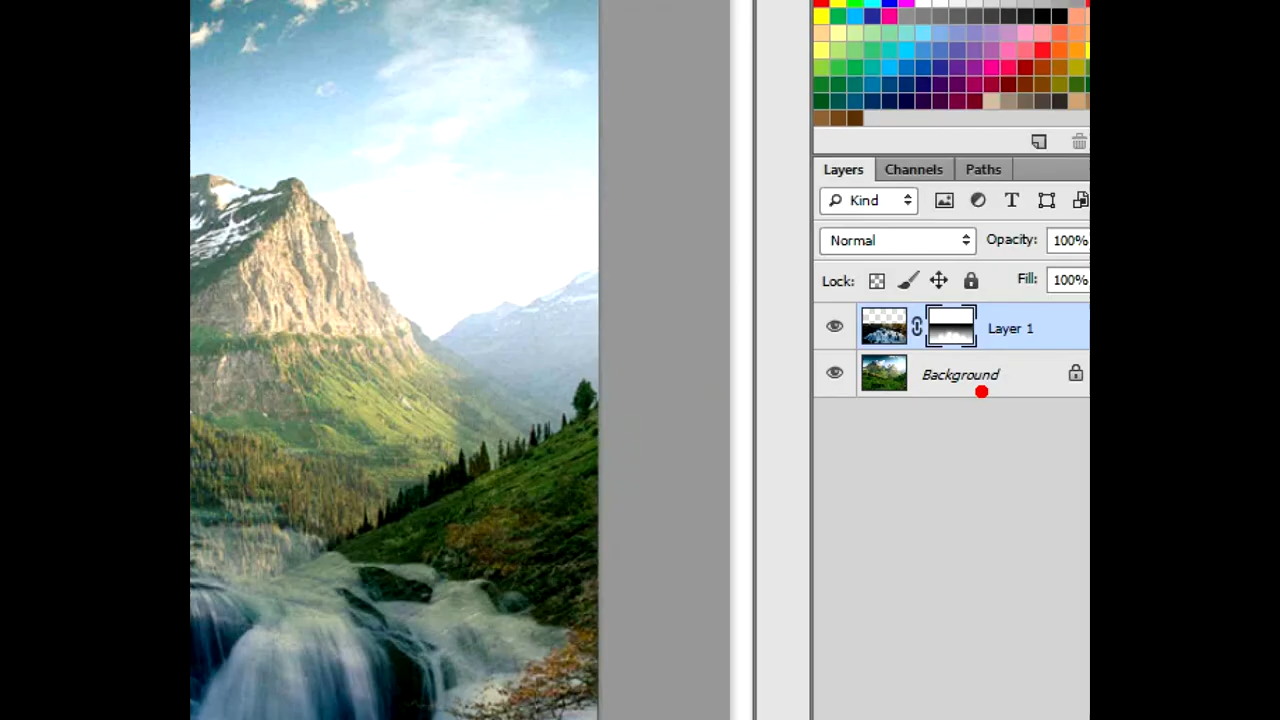 Layers Channels Paths
Kind T
Normal Opacity: 100%
Lock: Fill: 100%
Layer 1
Background